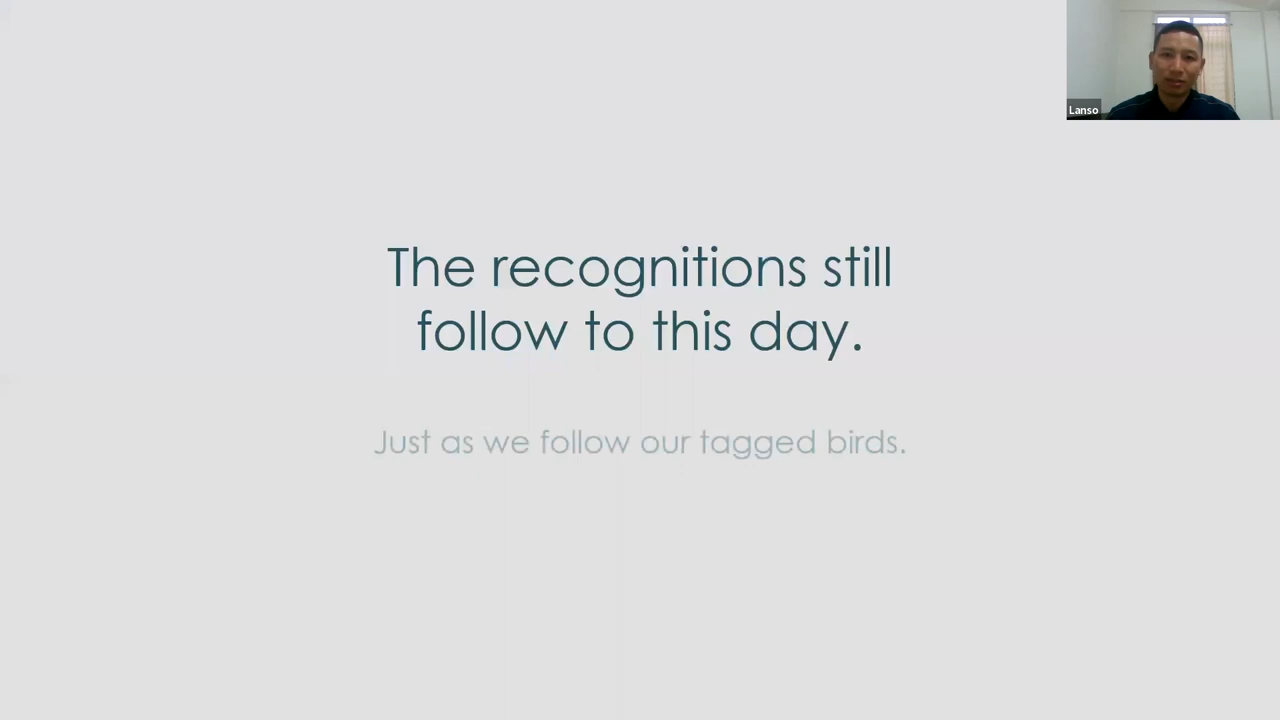 Lanso
The recognitions still
follow to this day.
Just as we follow our tagged birds.